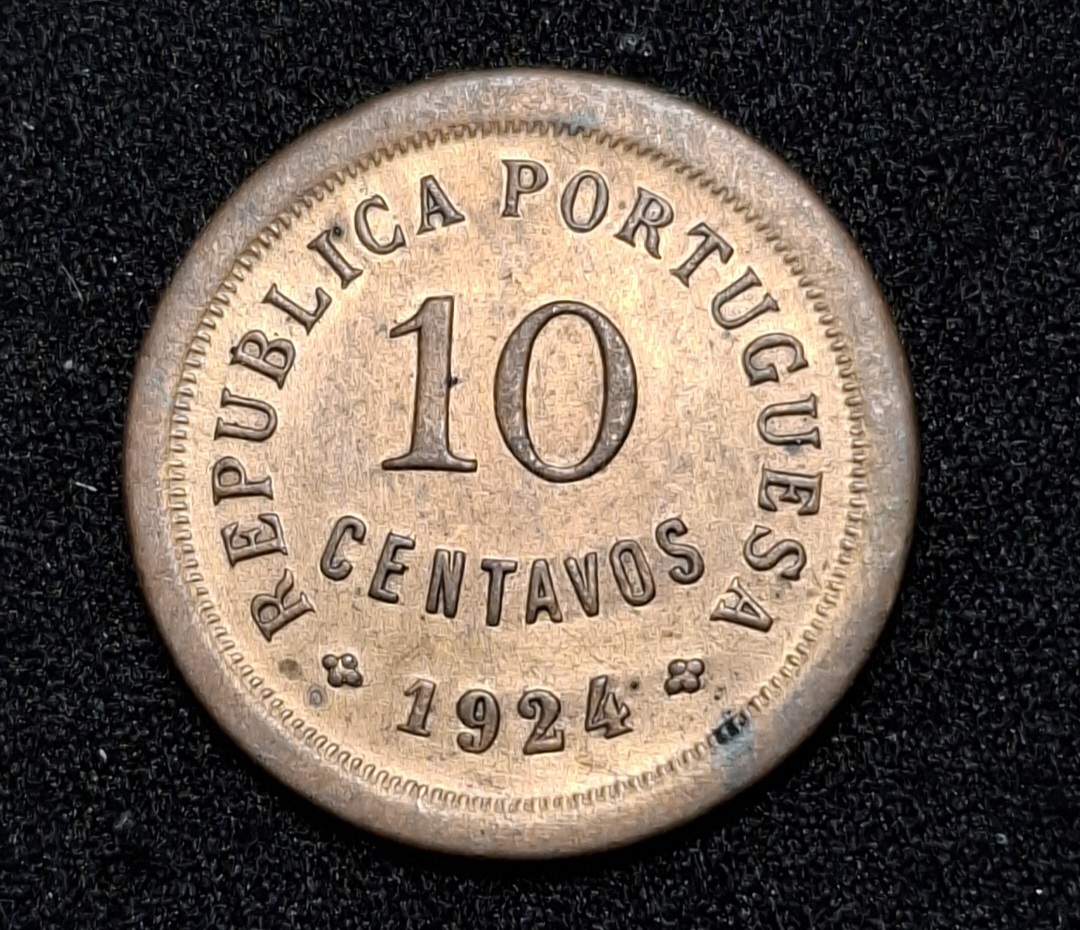 REPUBLICA PORTUGUESA
10
CENTAVOS
1924